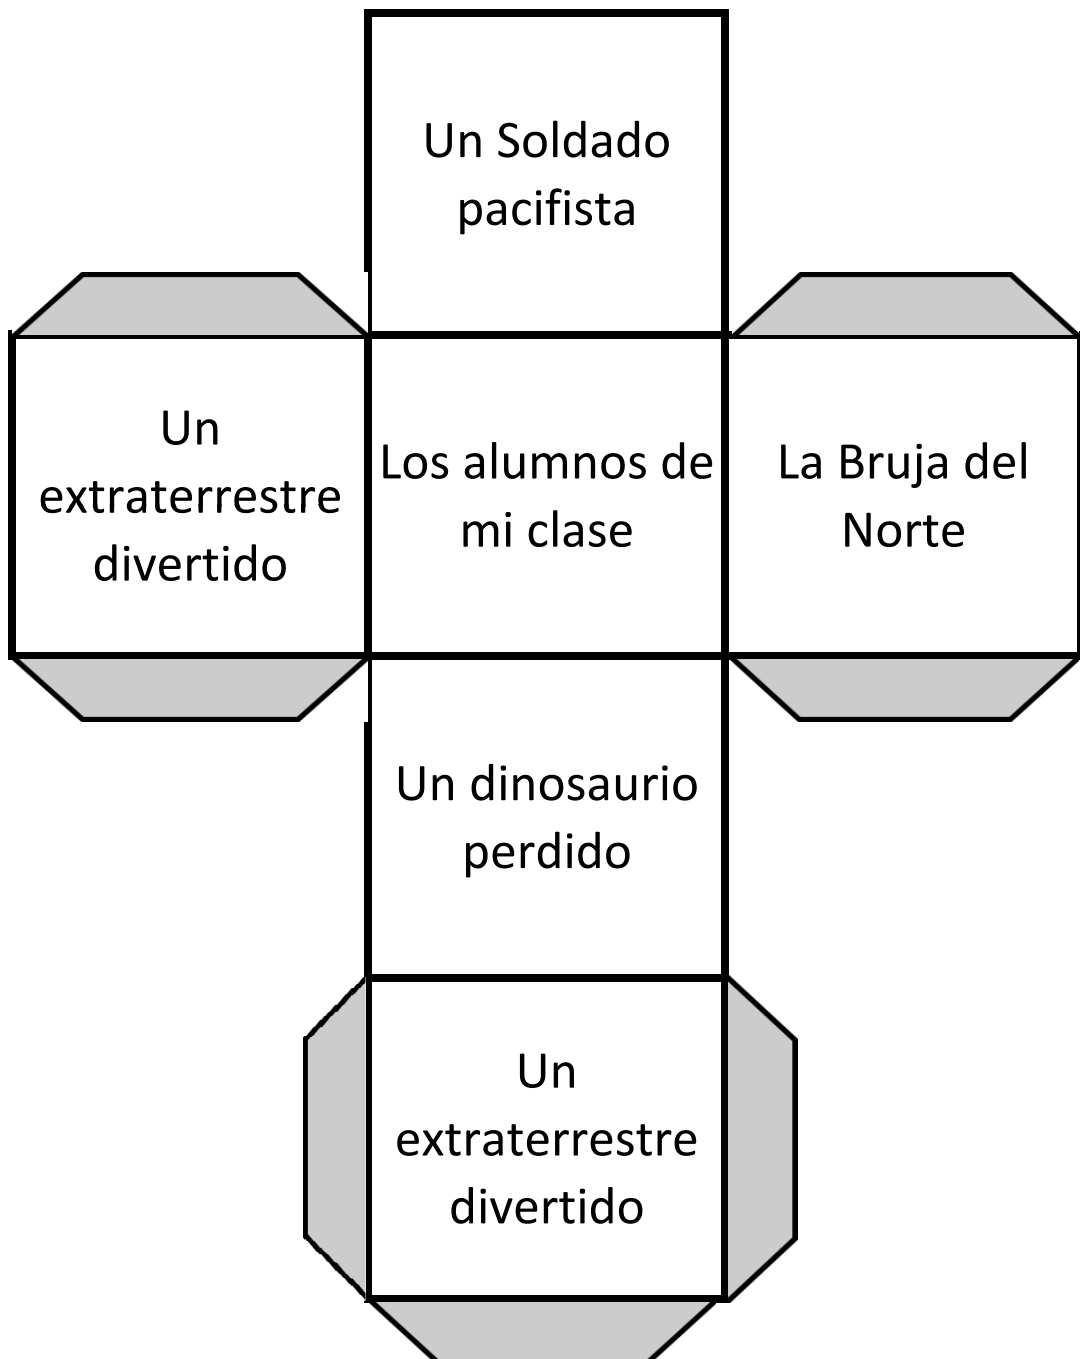 Un Soldado
pacifista
Un
extraterrestre
divertido
Los alumnos de
mi clase
La Bruja del
Norte
Un dinosaurio
perdido
Un
extraterrestre
divertido